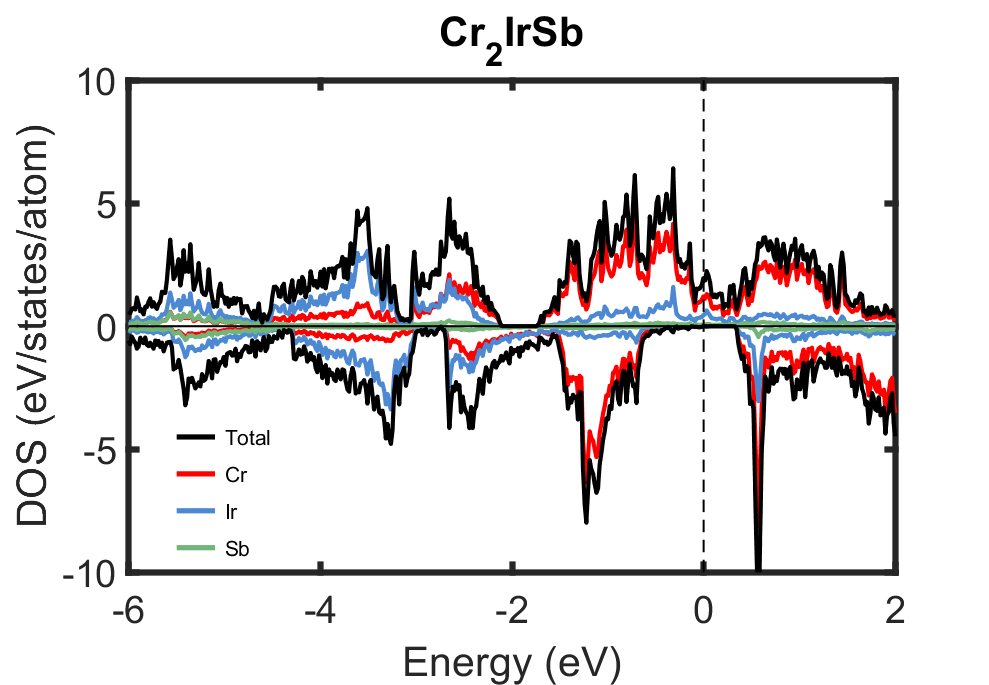 Cr₂IrSb
10
5
0
-5
-10
DOS (eV/states/atom)
Total
Cr
Ir
Sb
-6 -4 -2 0 2
Energy (eV)